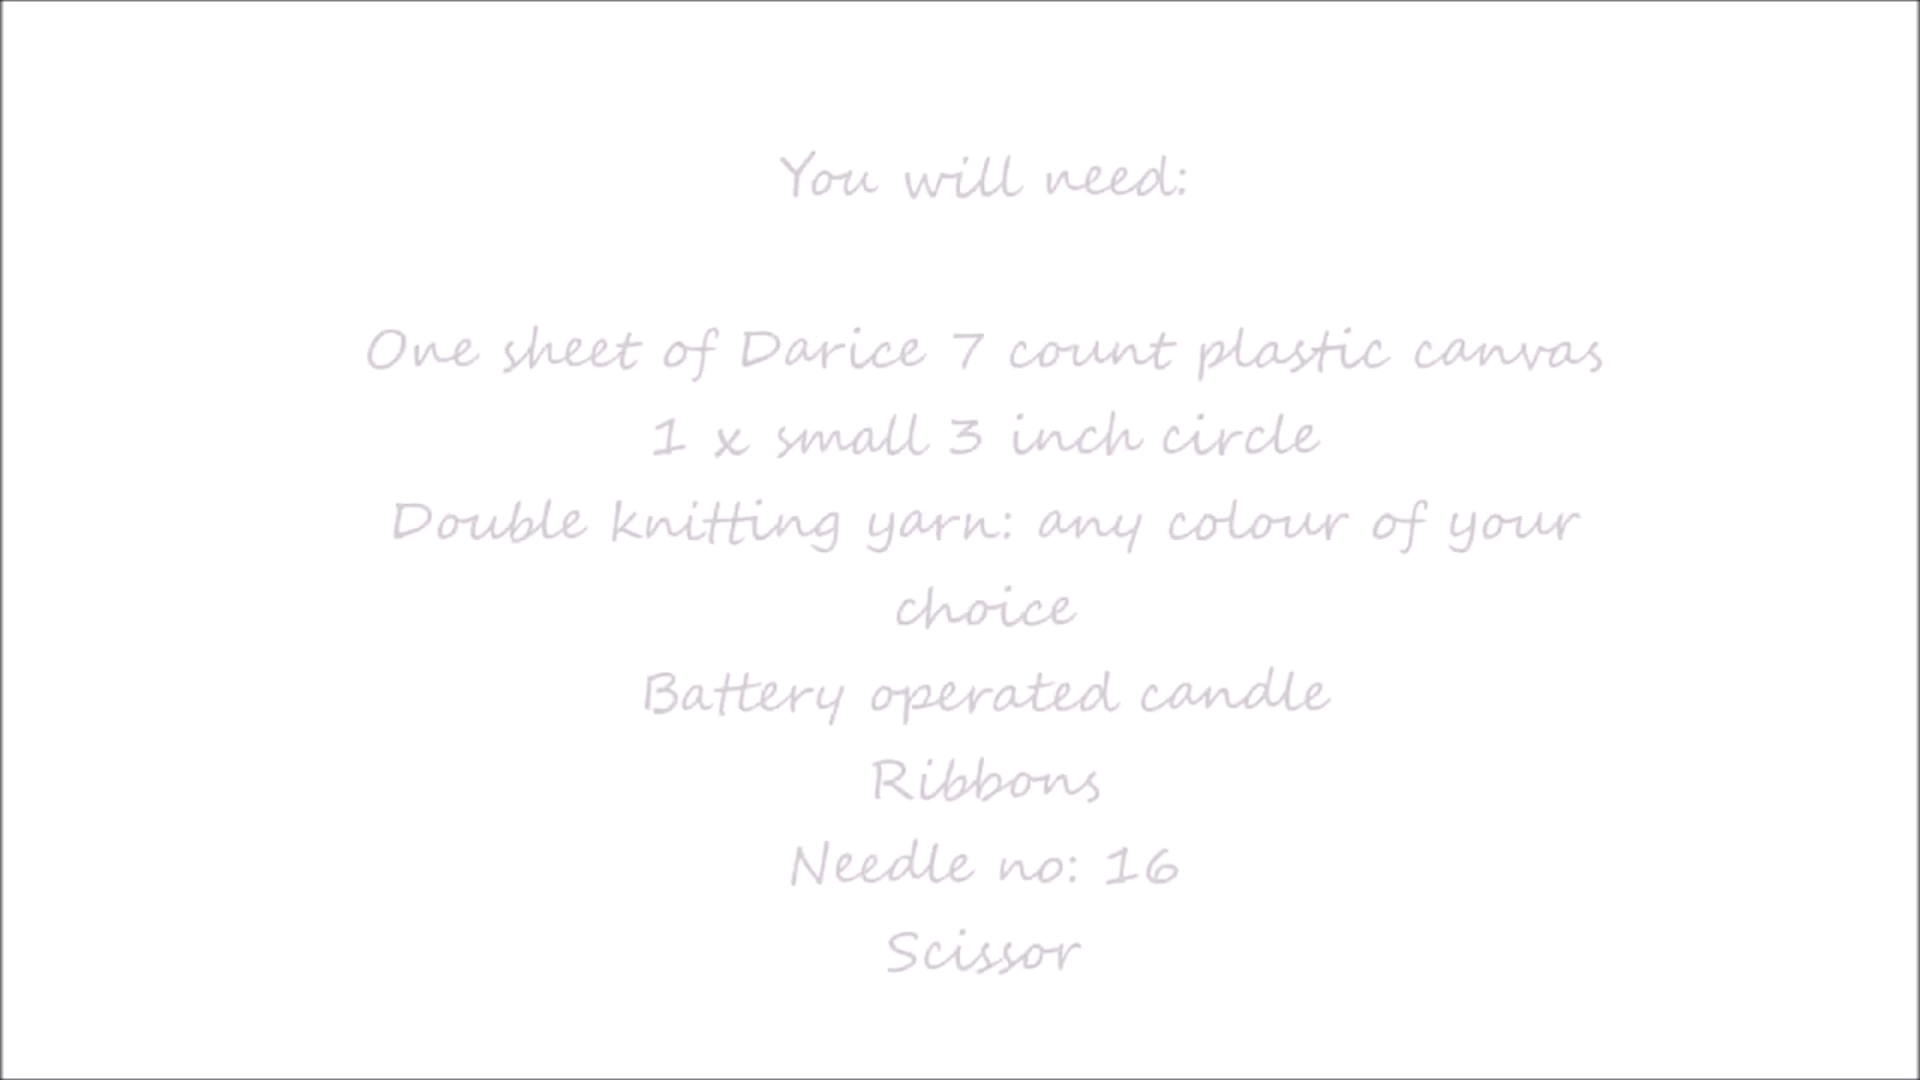 You will need:
One sheet of Darice 7 count plastic canvas
1 x small 3 inch circle
Double knitting yarn: any colour of your
choice
Battery operated candle
Ribbons
Needle no: 16
Scissor